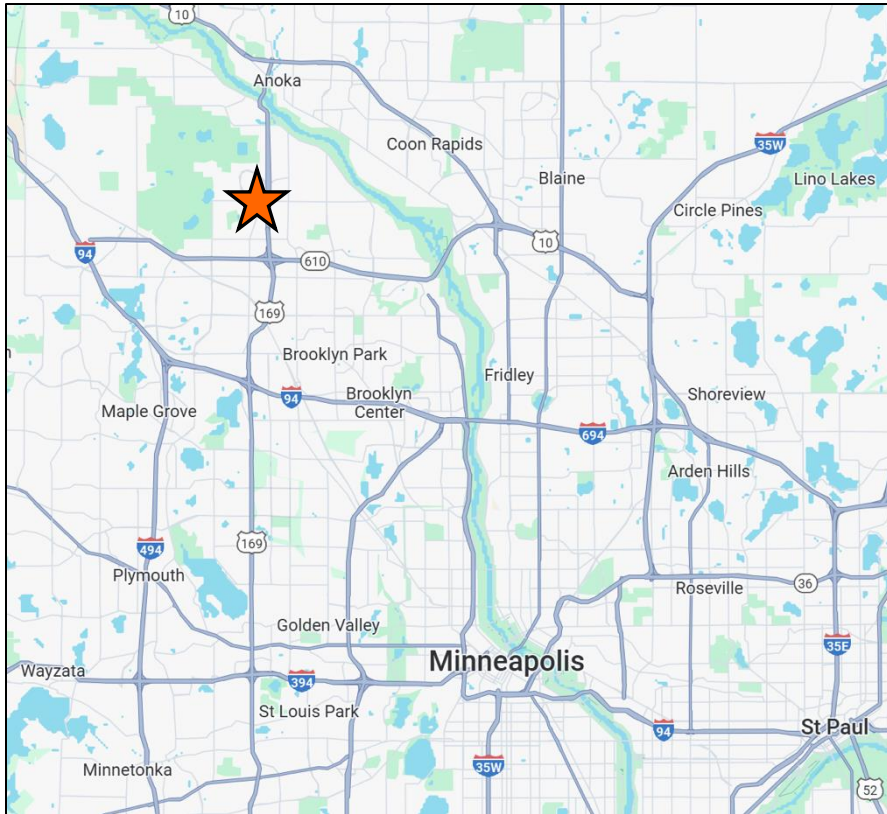 10
Anoka
Coon Rapids
35W
Lino Lakes
Blaine
Circle Pines
10
94
610
169
Brooklyn Park
Fridley
Brooklyn
Center
94
Shoreview
Maple Grove
694
Arden Hills
169
494
Plymouth
36
Roseville
Golden Valley
35E
Minneapolis
Wayzata
394
St Louis Park
94
St Paul
Minnetonka
35W
52